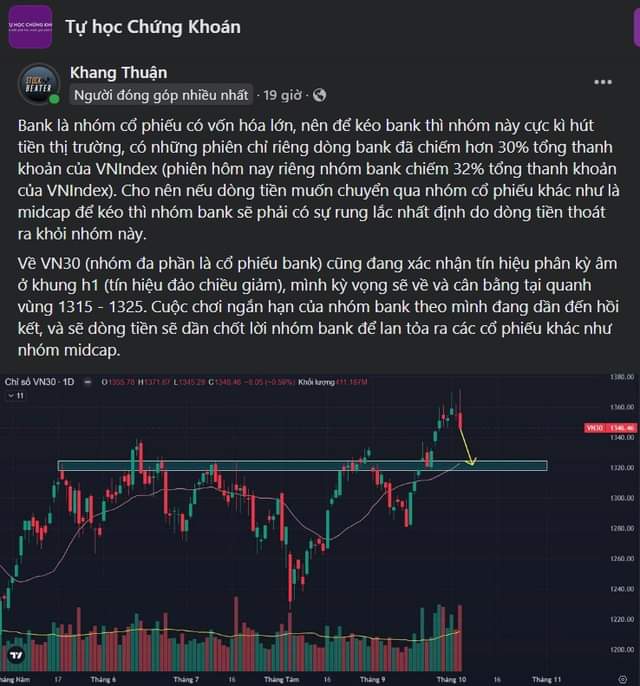 Tự học Chứng Khoán
Khang Thuận
Người đóng góp nhiều nhất · 19 giờ ·
Bank là nhóm cổ phiếu có vốn hóa lớn, nên để kéo bank thì nhóm này cực kì hút
tiền thị trường, có những phiên chỉ riêng dòng bank đã chiếm hơn 30% tổng thanh
khoản của VNIndex (phiên hôm nay riêng nhóm bank chiếm 32% tổng thanh khoản
của VNIndex). Cho nên nếu dòng tiền muốn chuyển qua nhóm cổ phiếu khác như là
midcap để kéo thì nhóm bank sẽ phải có sự rung lắc nhất định do dòng tiền thoát
ra khỏi nhóm này.
Về VN30 (nhóm đa phần là cổ phiếu bank) cũng đang xác nhận tín hiệu phân kỳ âm
ở khung h1 (tín hiệu đảo chiều giảm), mình kỳ vọng sẽ về và cân bằng tại quanh
vùng 1315 - 1325. Cuộc chơi ngắn hạn của nhóm bank theo mình đang dần đến hồi
kết, và sẽ dòng tiền sẽ dần chốt lời nhóm bank để lan tỏa ra các cổ phiếu khác như
nhóm midcap.
Chỉ số VN30 · 1D O1355.78 H1371.67 L1345.29 C1346.46 −8.05 (−0.59%) Khối lượng 411.187M
11
1380.00
1360.00
VN30 1346.46
1340.00
1320.00
1300.00
1280.00
1260.00
1240.00
1220.00
1200.00
háng Năm 17 Tháng 6 16 Tháng 7 16 Tháng Tám 16 Tháng 9 16 Tháng 10 16 Tháng 11